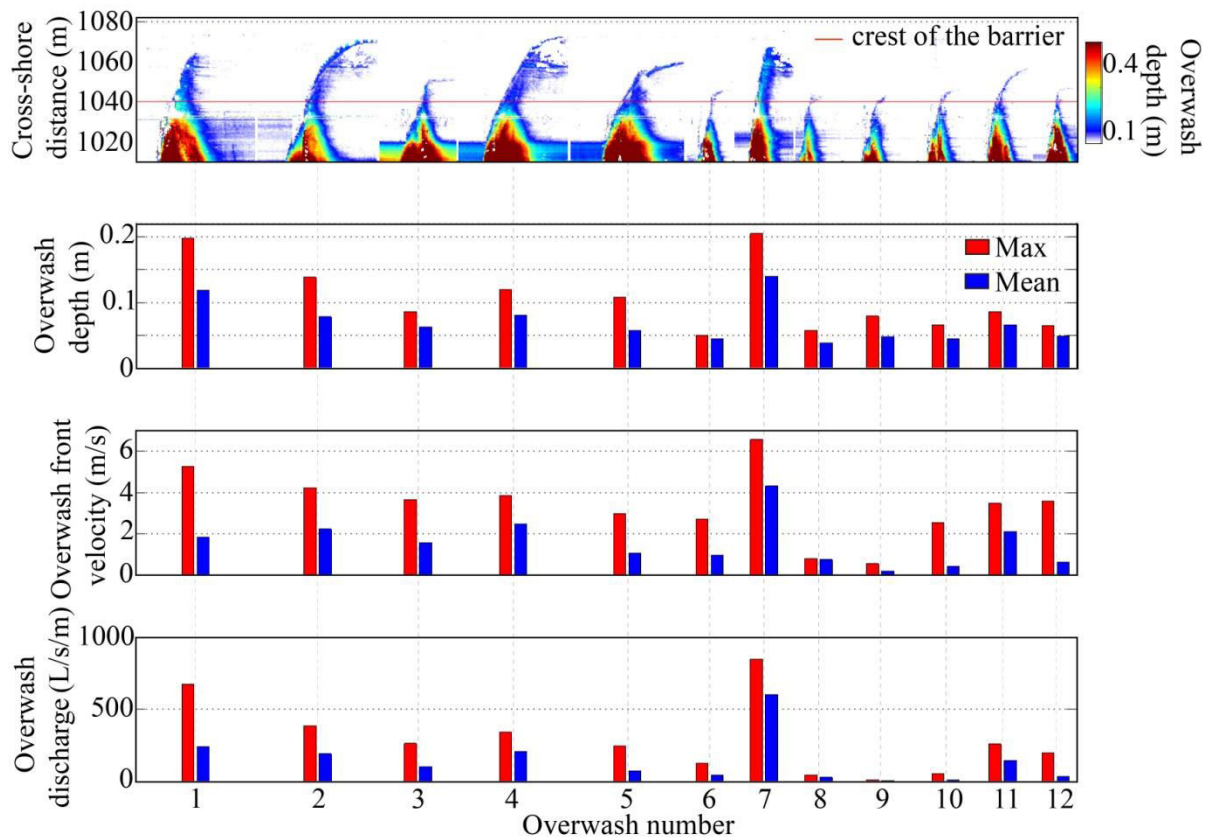 Cross-shore
distance (m)
1080
1060
1040
1020
crest of the barrier
0.4
0.1
Overwash
depth (m)
Overwash
depth (m)
0.2
0.1
0
Max
Mean
Overwash front
velocity (m/s)
6
4
2
0
Overwash
discharge (L/s/m)
1000
500
0
1 2 3 4 5 6 7 8 9 10 11 12
Overwash number